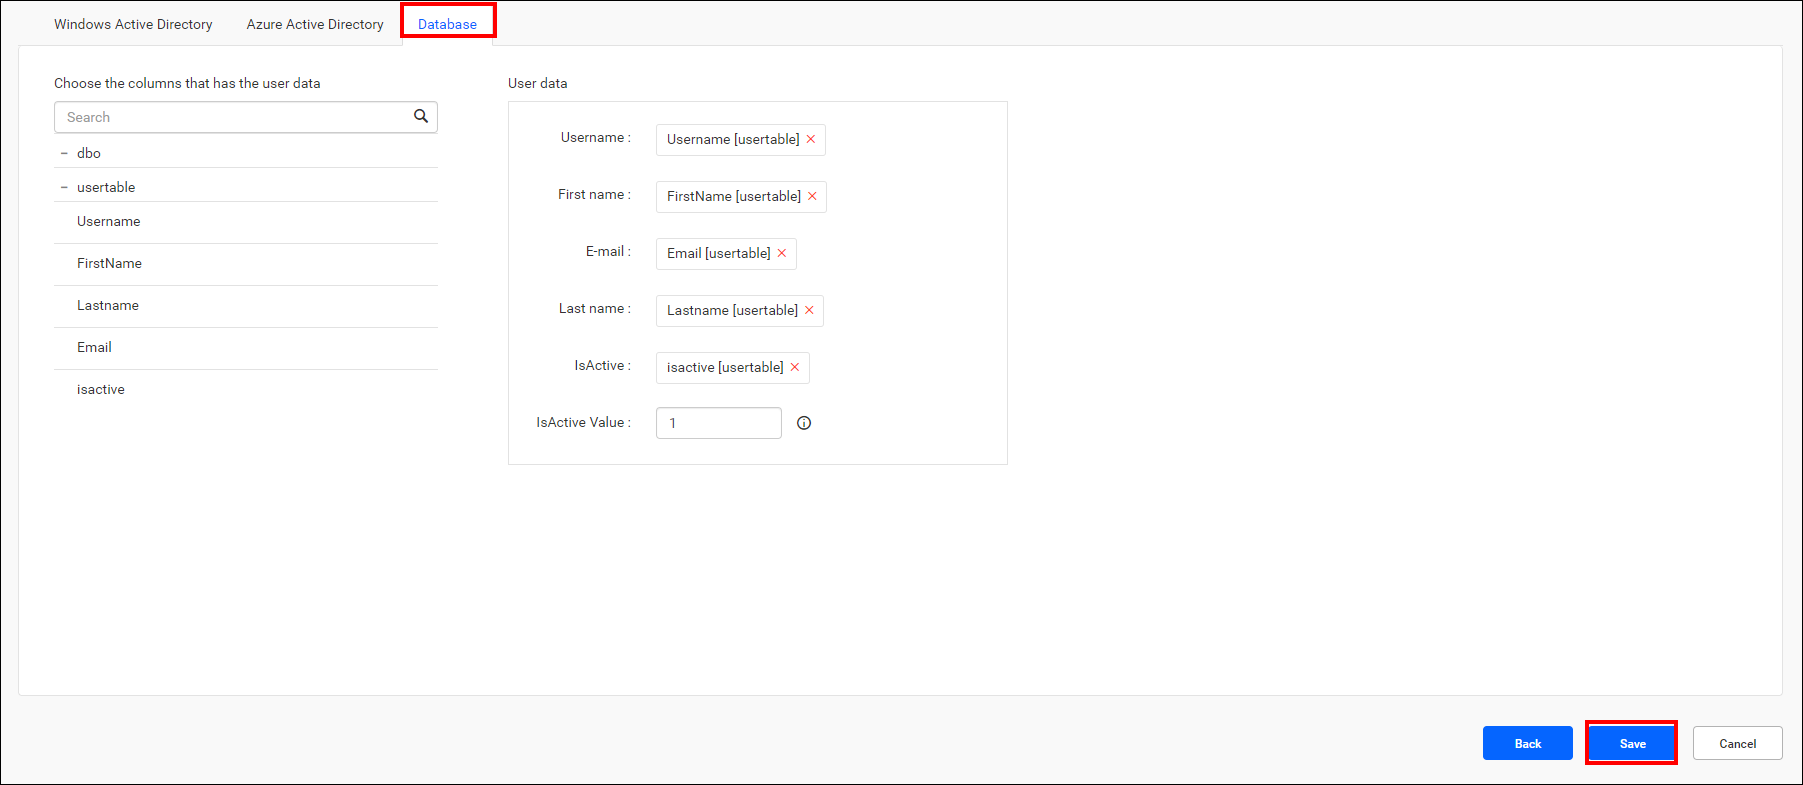 Windows Active Directory Azure Active Directory Database
Choose the columns that has the user data
Search
dbo
usertable
Username
FirstName
Lastname
Email
isactive
User data
Username : Username [usertable]
First name : FirstName [usertable]
E-mail : Email [usertable]
Last name : Lastname [usertable]
IsActive : isactive [usertable]
IsActive Value : 1
Back Save Cancel